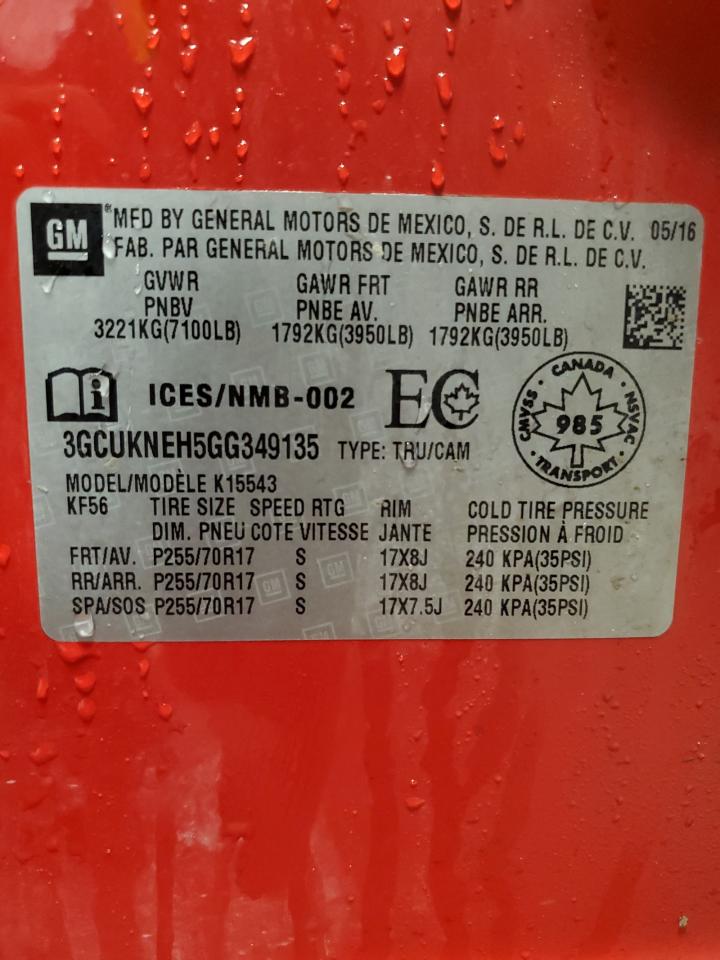 GM ® MFD BY GENERAL MOTORS DE MEXICO, S. DE R.L. DE C.V. 05/16
FAB. PAR GENERAL MOTORS DE MEXICO, S. DE R.L. DE C.V.
GVWR GAWR FRT GAWR RR
PNBV PNBE AV. PNBE ARR.
3221KG(7100LB) 1792KG(3950LB) 1792KG(3950LB)
ICES/NMB-002 EC
CANADA
CMVSS · 985 · NSVAC
· TRANSPORT ·
3GCUKNEH5GG349135 TYPE: TRU/CAM
MODEL/MODÈLE K15543
KF56 TIRE SIZE SPEED RTG RIM COLD TIRE PRESSURE
DIM. PNEU COTE VITESSE JANTE PRESSION À FROID
FRT/AV. P255/70R17 S 17X8J 240 KPA(35PSI)
RR/ARR. P255/70R17 S 17X8J 240 KPA(35PSI)
SPA/SOS P255/70R17 S 17X7.5J 240 KPA(35PSI)